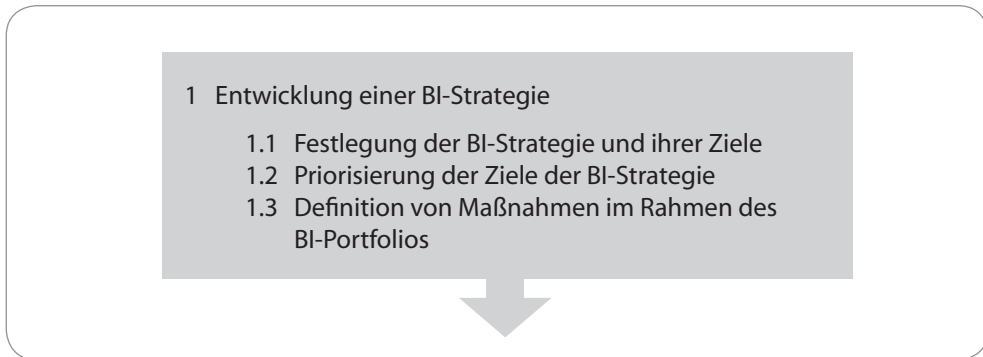 1 Entwicklung einer BI-Strategie
1.1 Festlegung der BI-Strategie und ihrer Ziele
1.2 Priorisierung der Ziele der BI-Strategie
1.3 Definition von Maßnahmen im Rahmen des
BI-Portfolios